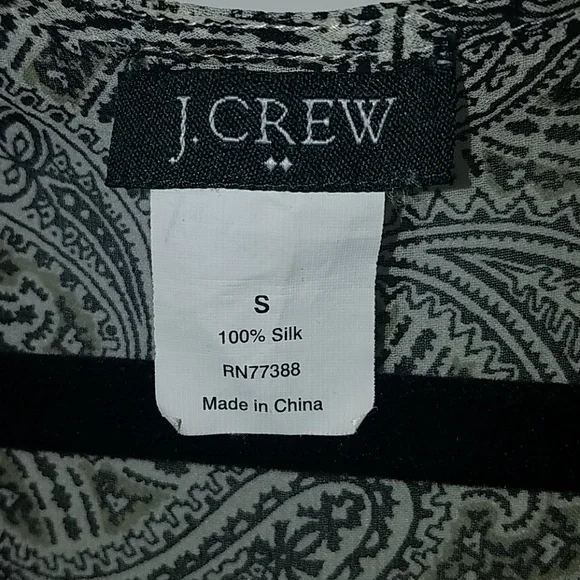 J.CREW
S
100% Silk
RN77388
Made in China